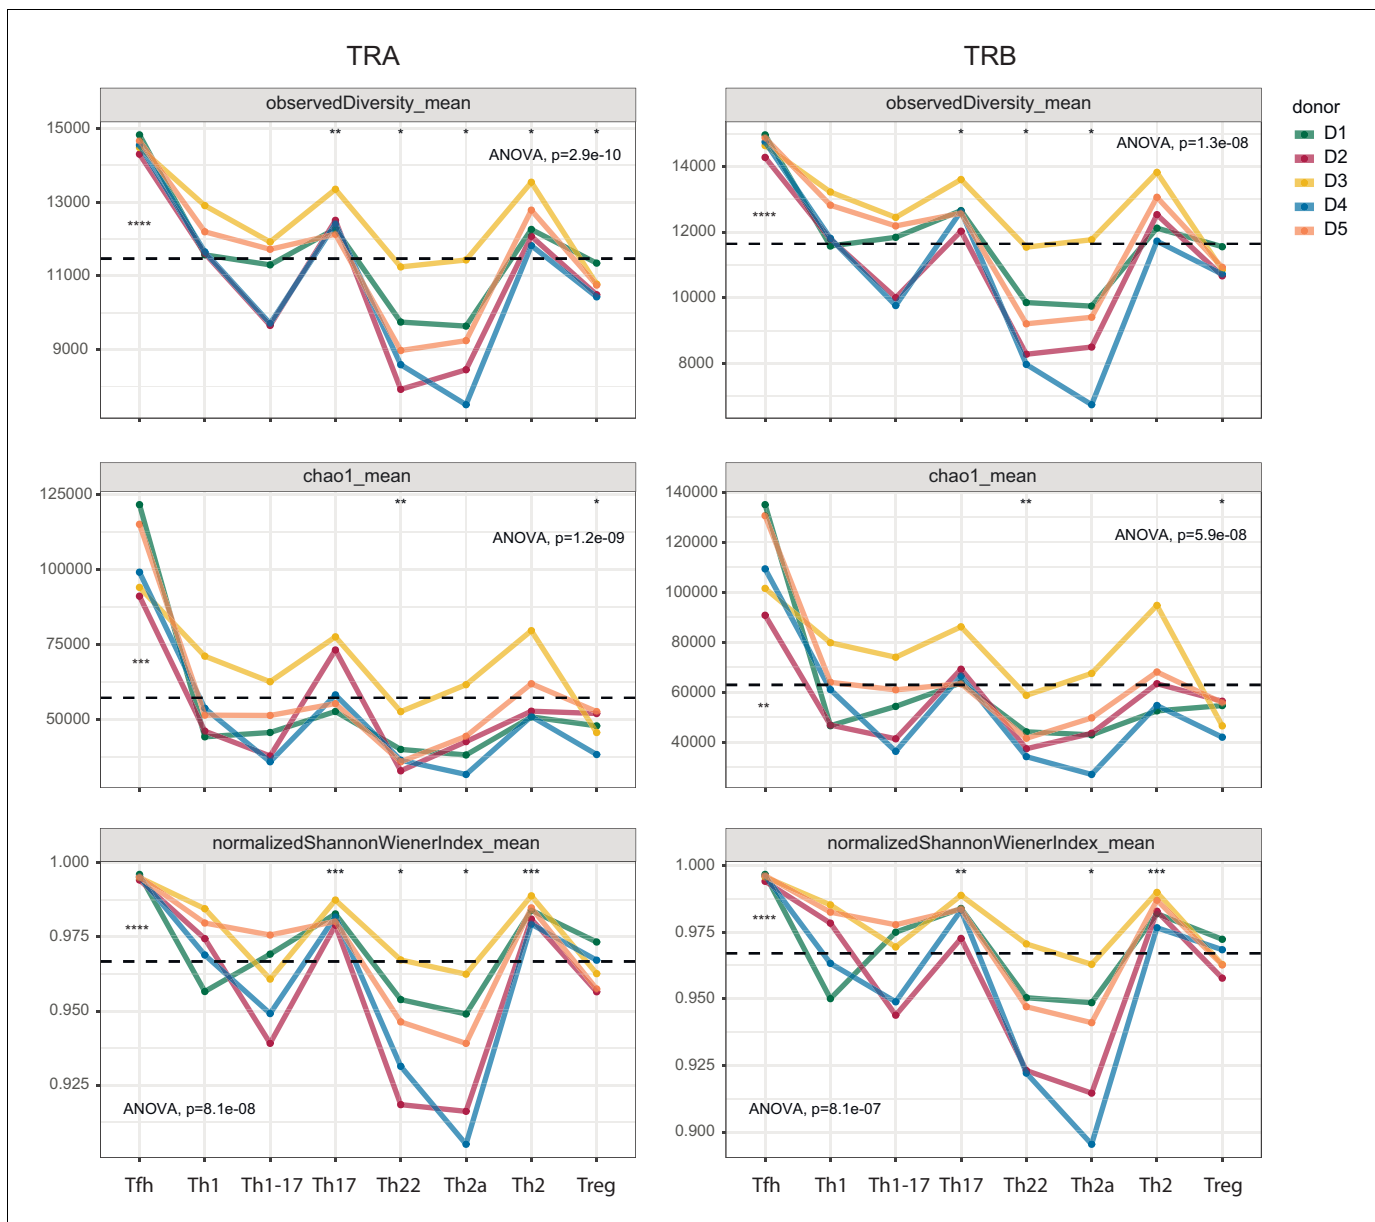 TRA
TRB
observedDiversity_mean
observedDiversity_mean
donor
D1
D2
D3
D4
D5
15000
13000
11000
9000
** * * * *
ANOVA, p=2.9e-10
****
14000
12000
10000
8000
* * *
ANOVA, p=1.3e-08
****
chao1_mean
chao1_mean
125000
100000
75000
50000
** *
ANOVA, p=1.2e-09
***
140000
120000
100000
80000
60000
40000
** *
ANOVA, p=5.9e-08
**
normalizedShannonWienerIndex_mean
normalizedShannonWienerIndex_mean
1.000
0.975
0.950
0.925
*** * * ***
****
ANOVA, p=8.1e-08
1.000
0.975
0.950
0.925
0.900
** * ***
****
ANOVA, p=8.1e-07
Tfh Th1 Th1-17 Th17 Th22 Th2a Th2 Treg
Tfh Th1 Th1-17 Th17 Th22 Th2a Th2 Treg